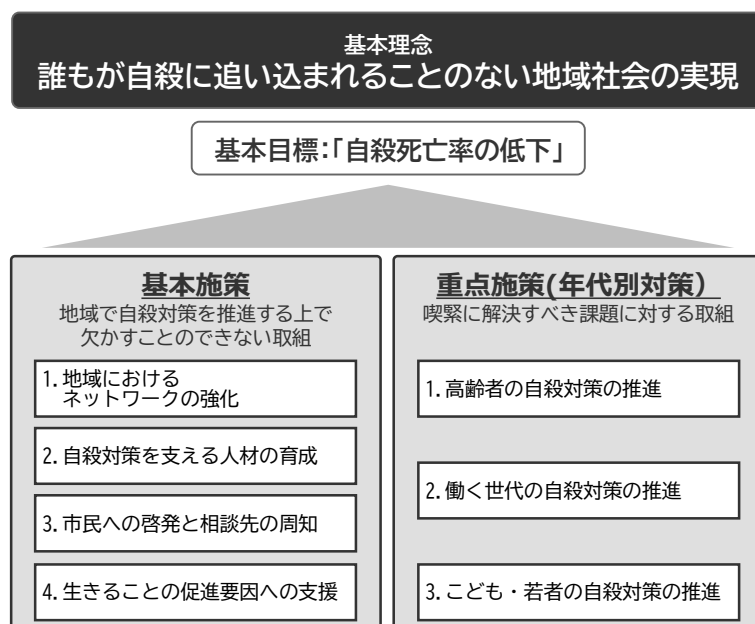 基本理念
誰もが自殺に追い込まれることのない地域社会の実現
基本目標:「自殺死亡率の低下」
基本施策
地域で自殺対策を推進する上で
欠かすことのできない取組
1.地域における
ネットワークの強化
2.自殺対策を支える人材の育成
3.市民への啓発と相談先の周知
4.生きることの促進要因への支援
重点施策(年代別対策)
喫緊に解決すべき課題に対する取組
1.高齢者の自殺対策の推進
2.働く世代の自殺対策の推進
3.こども・若者の自殺対策の推進